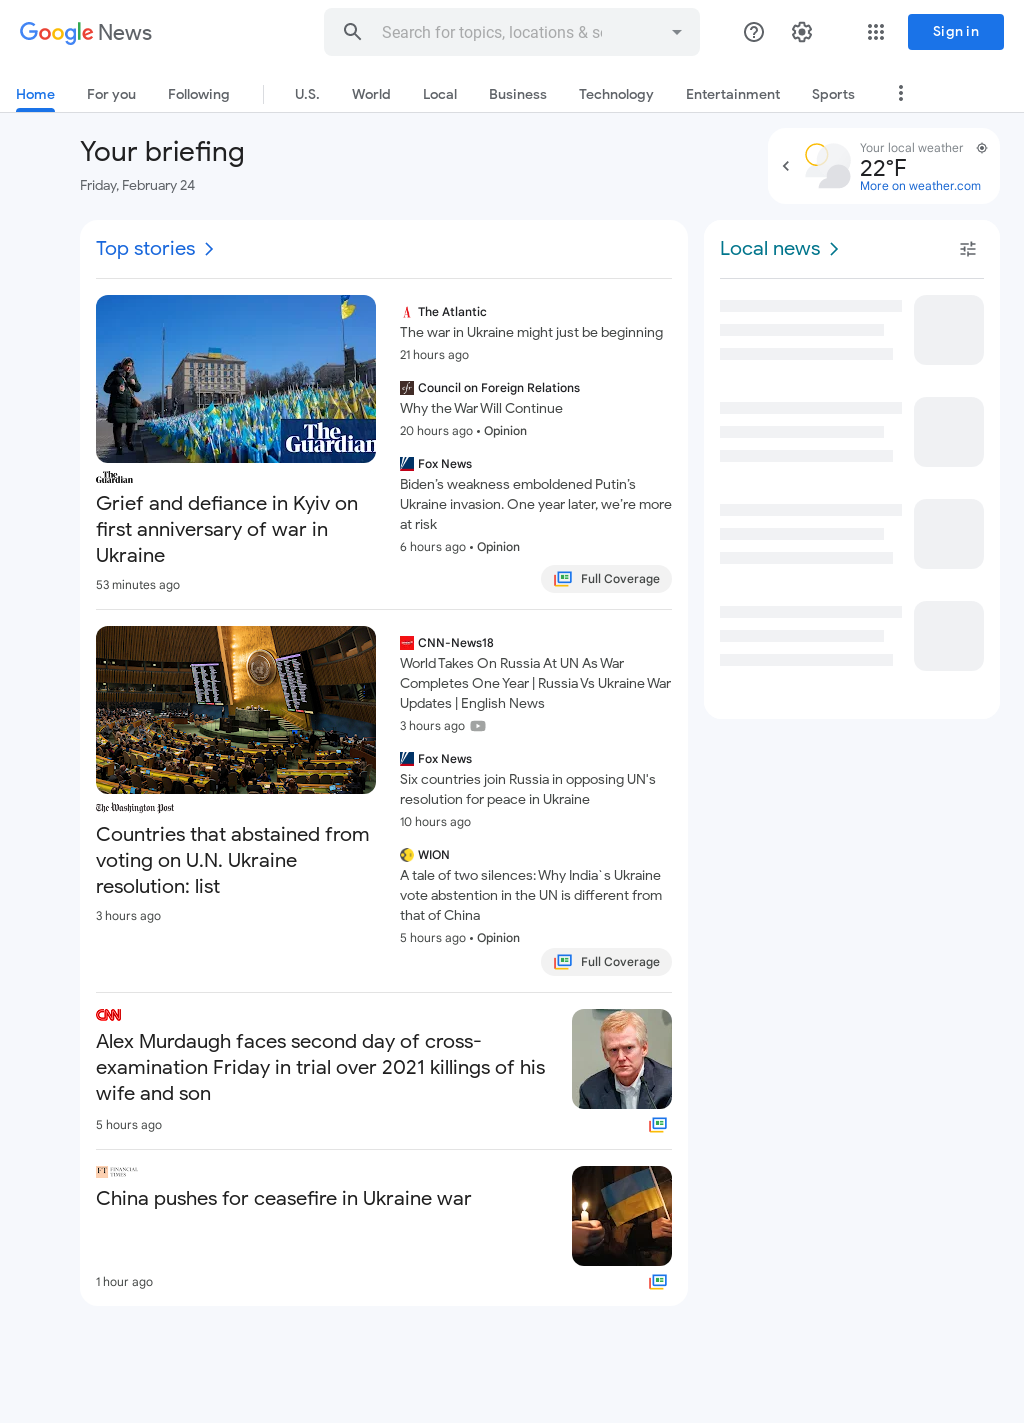 Google News
Search for topics, locations & so
Sign in
Home
For you
Following
U.S.
World
Local
Business
Technology
Entertainment
Sports
Your briefing
Friday, February 24
Your local weather
22°F
More on weather.com
Top stories
Local news
The
Guardian
The
Guardian
Grief and defiance in Kyiv on
first anniversary of war in
Ukraine
53 minutes ago
The Atlantic
The war in Ukraine might just be beginning
21 hours ago
Council on Foreign Relations
Why the War Will Continue
20 hours ago • Opinion
Fox News
Biden’s weakness emboldened Putin’s
Ukraine invasion. One year later, we’re more
at risk
6 hours ago • Opinion
Full Coverage
The Washington Post
Countries that abstained from
voting on U.N. Ukraine
resolution: list
3 hours ago
CNN-News18
World Takes On Russia At UN As War
Completes One Year | Russia Vs Ukraine War
Updates | English News
3 hours ago
Fox News
Six countries join Russia in opposing UN's
resolution for peace in Ukraine
10 hours ago
WION
A tale of two silences: Why India`s Ukraine
vote abstention in the UN is different from
that of China
5 hours ago • Opinion
Full Coverage
CNN
Alex Murdaugh faces second day of cross-
examination Friday in trial over 2021 killings of his
wife and son
5 hours ago
FT FINANCIAL
TIMES
China pushes for ceasefire in Ukraine war
1 hour ago